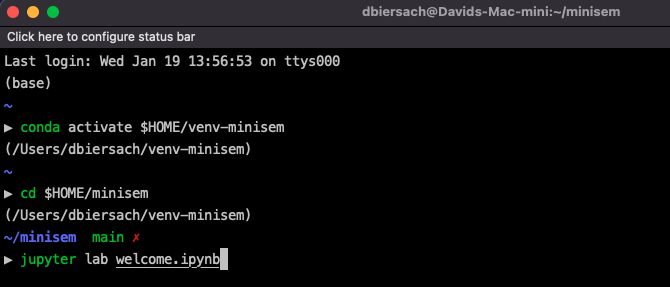 dbiersach@Davids-Mac-mini:~/minisem
Click here to configure status bar
Last login: Wed Jan 19 13:56:53 on ttys000
(base)
~
▶ conda activate $HOME/venv-minisem
(/Users/dbiersach/venv-minisem)
~
▶ cd $HOME/minisem
(/Users/dbiersach/venv-minisem)
~/minisem main ✗
▶ jupyter lab welcome.ipynb